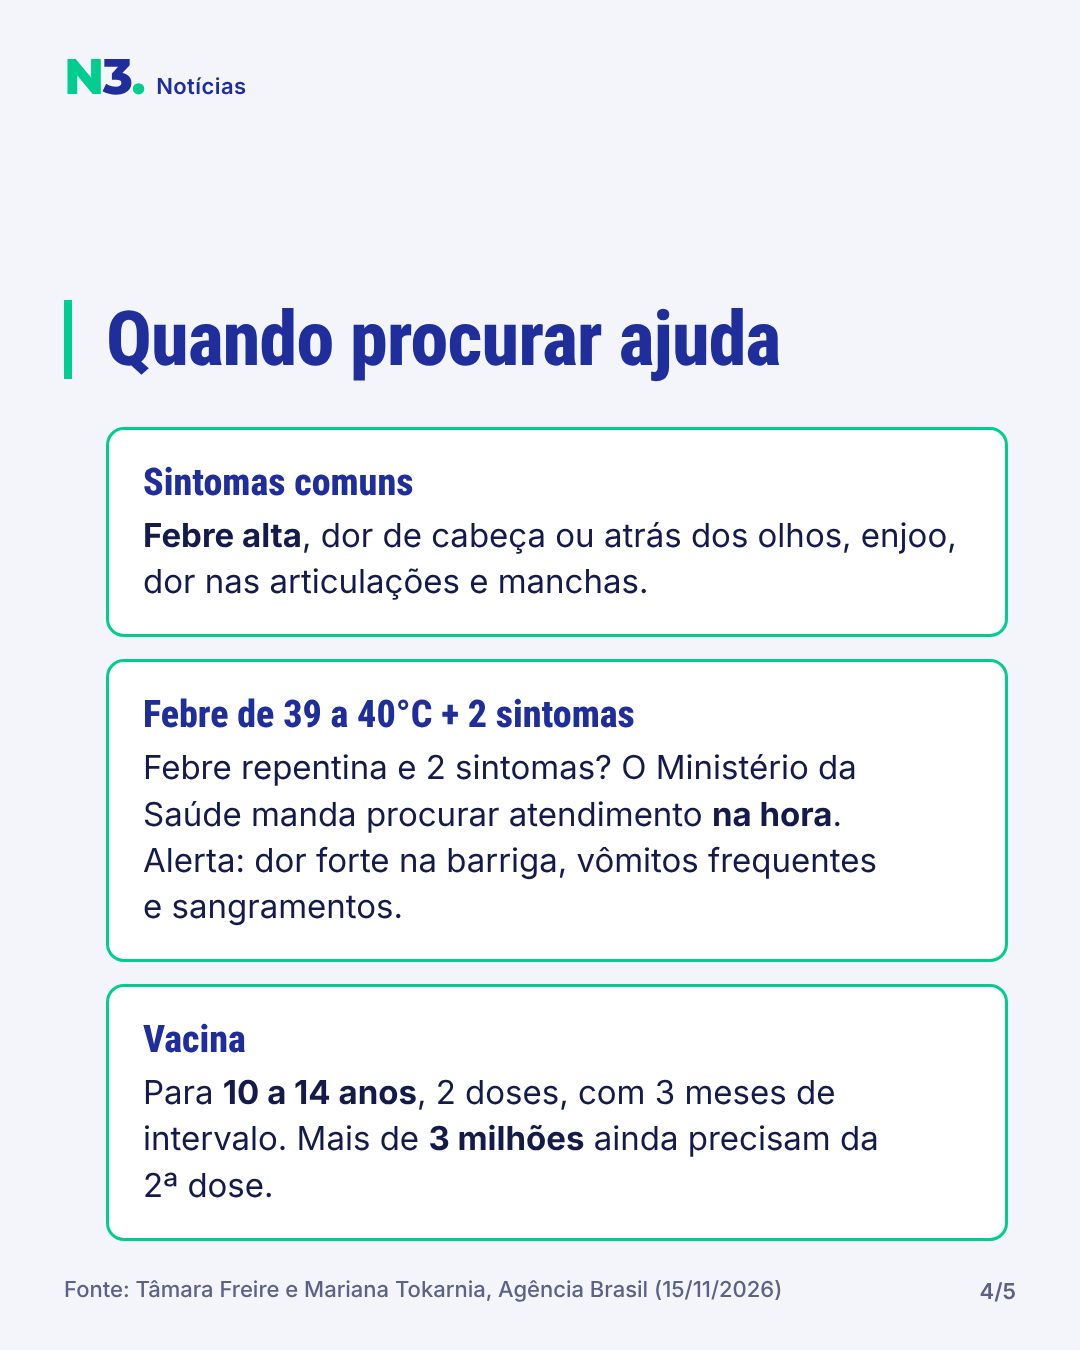 N3. Notícias
Quando procurar ajuda
Sintomas comuns
Febre alta, dor de cabeça ou atrás dos olhos, enjoo,
dor nas articulações e manchas.
Febre de 39 a 40°C + 2 sintomas
Febre repentina e 2 sintomas? O Ministério da
Saúde manda procurar atendimento na hora.
Alerta: dor forte na barriga, vômitos frequentes
e sangramentos.
Vacina
Para 10 a 14 anos, 2 doses, com 3 meses de
intervalo. Mais de 3 milhões ainda precisam da
2ª dose.
Fonte: Tâmara Freire e Mariana Tokarnia, Agência Brasil (15/11/2026)
4/5